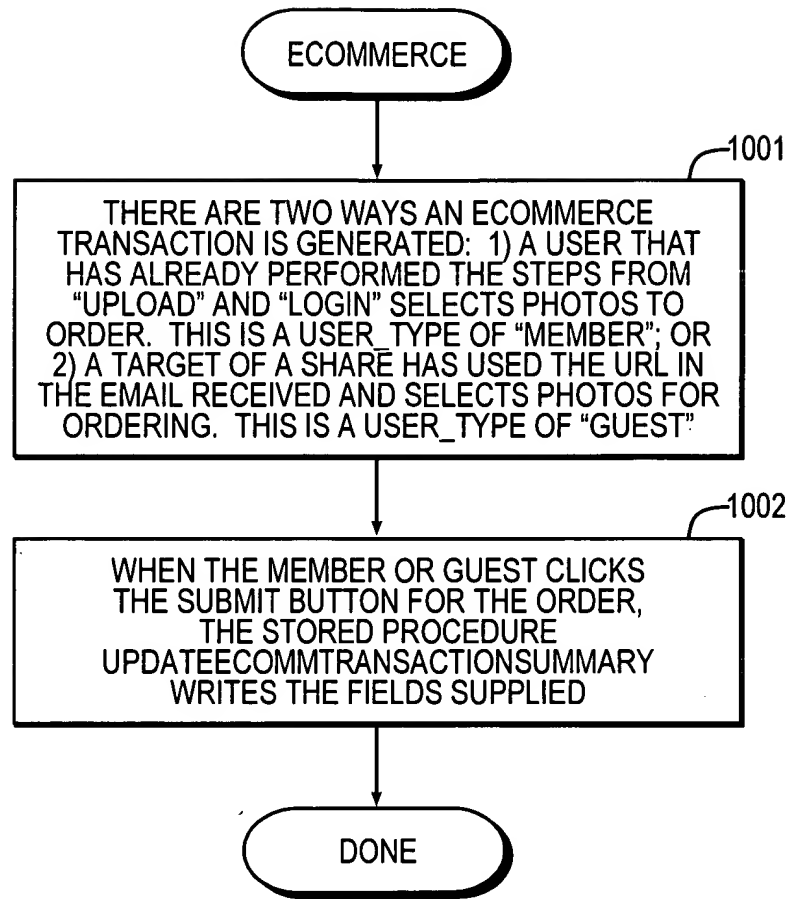 ECOMMERCE
1001
THERE ARE TWO WAYS AN ECOMMERCE
TRANSACTION IS GENERATED: 1) A USER THAT
HAS ALREADY PERFORMED THE STEPS FROM
“UPLOAD” AND “LOGIN” SELECTS PHOTOS TO
ORDER. THIS IS A USER_TYPE OF “MEMBER”; OR
2) A TARGET OF A SHARE HAS USED THE URL IN
THE EMAIL RECEIVED AND SELECTS PHOTOS FOR
ORDERING. THIS IS A USER_TYPE OF “GUEST”
1002
WHEN THE MEMBER OR GUEST CLICKS
THE SUBMIT BUTTON FOR THE ORDER,
THE STORED PROCEDURE
UPDATEECOMMTRANSACTIONSUMMARY
WRITES THE FIELDS SUPPLIED
DONE